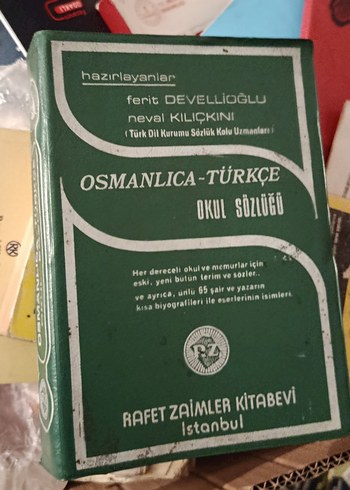 hazırlayanlar
ferit DEVELLİOĞLU
neval KILIÇKINI
(Türk Dil Kurumu Sözlük Kolu Uzmanları)
OSMANLICA-TÜRKÇE
OKUL SÖZLÜĞÜ
Her dereceli okul ve memurlar için
eski, yeni bütün terim ve sözler..
ve ayrıca, ünlü 65 şair ve yazarın
kısa biyografileri ile eserlerinin isimleri.
RZ
RAFET ZAİMLER KİTABEVİ
İstanbul